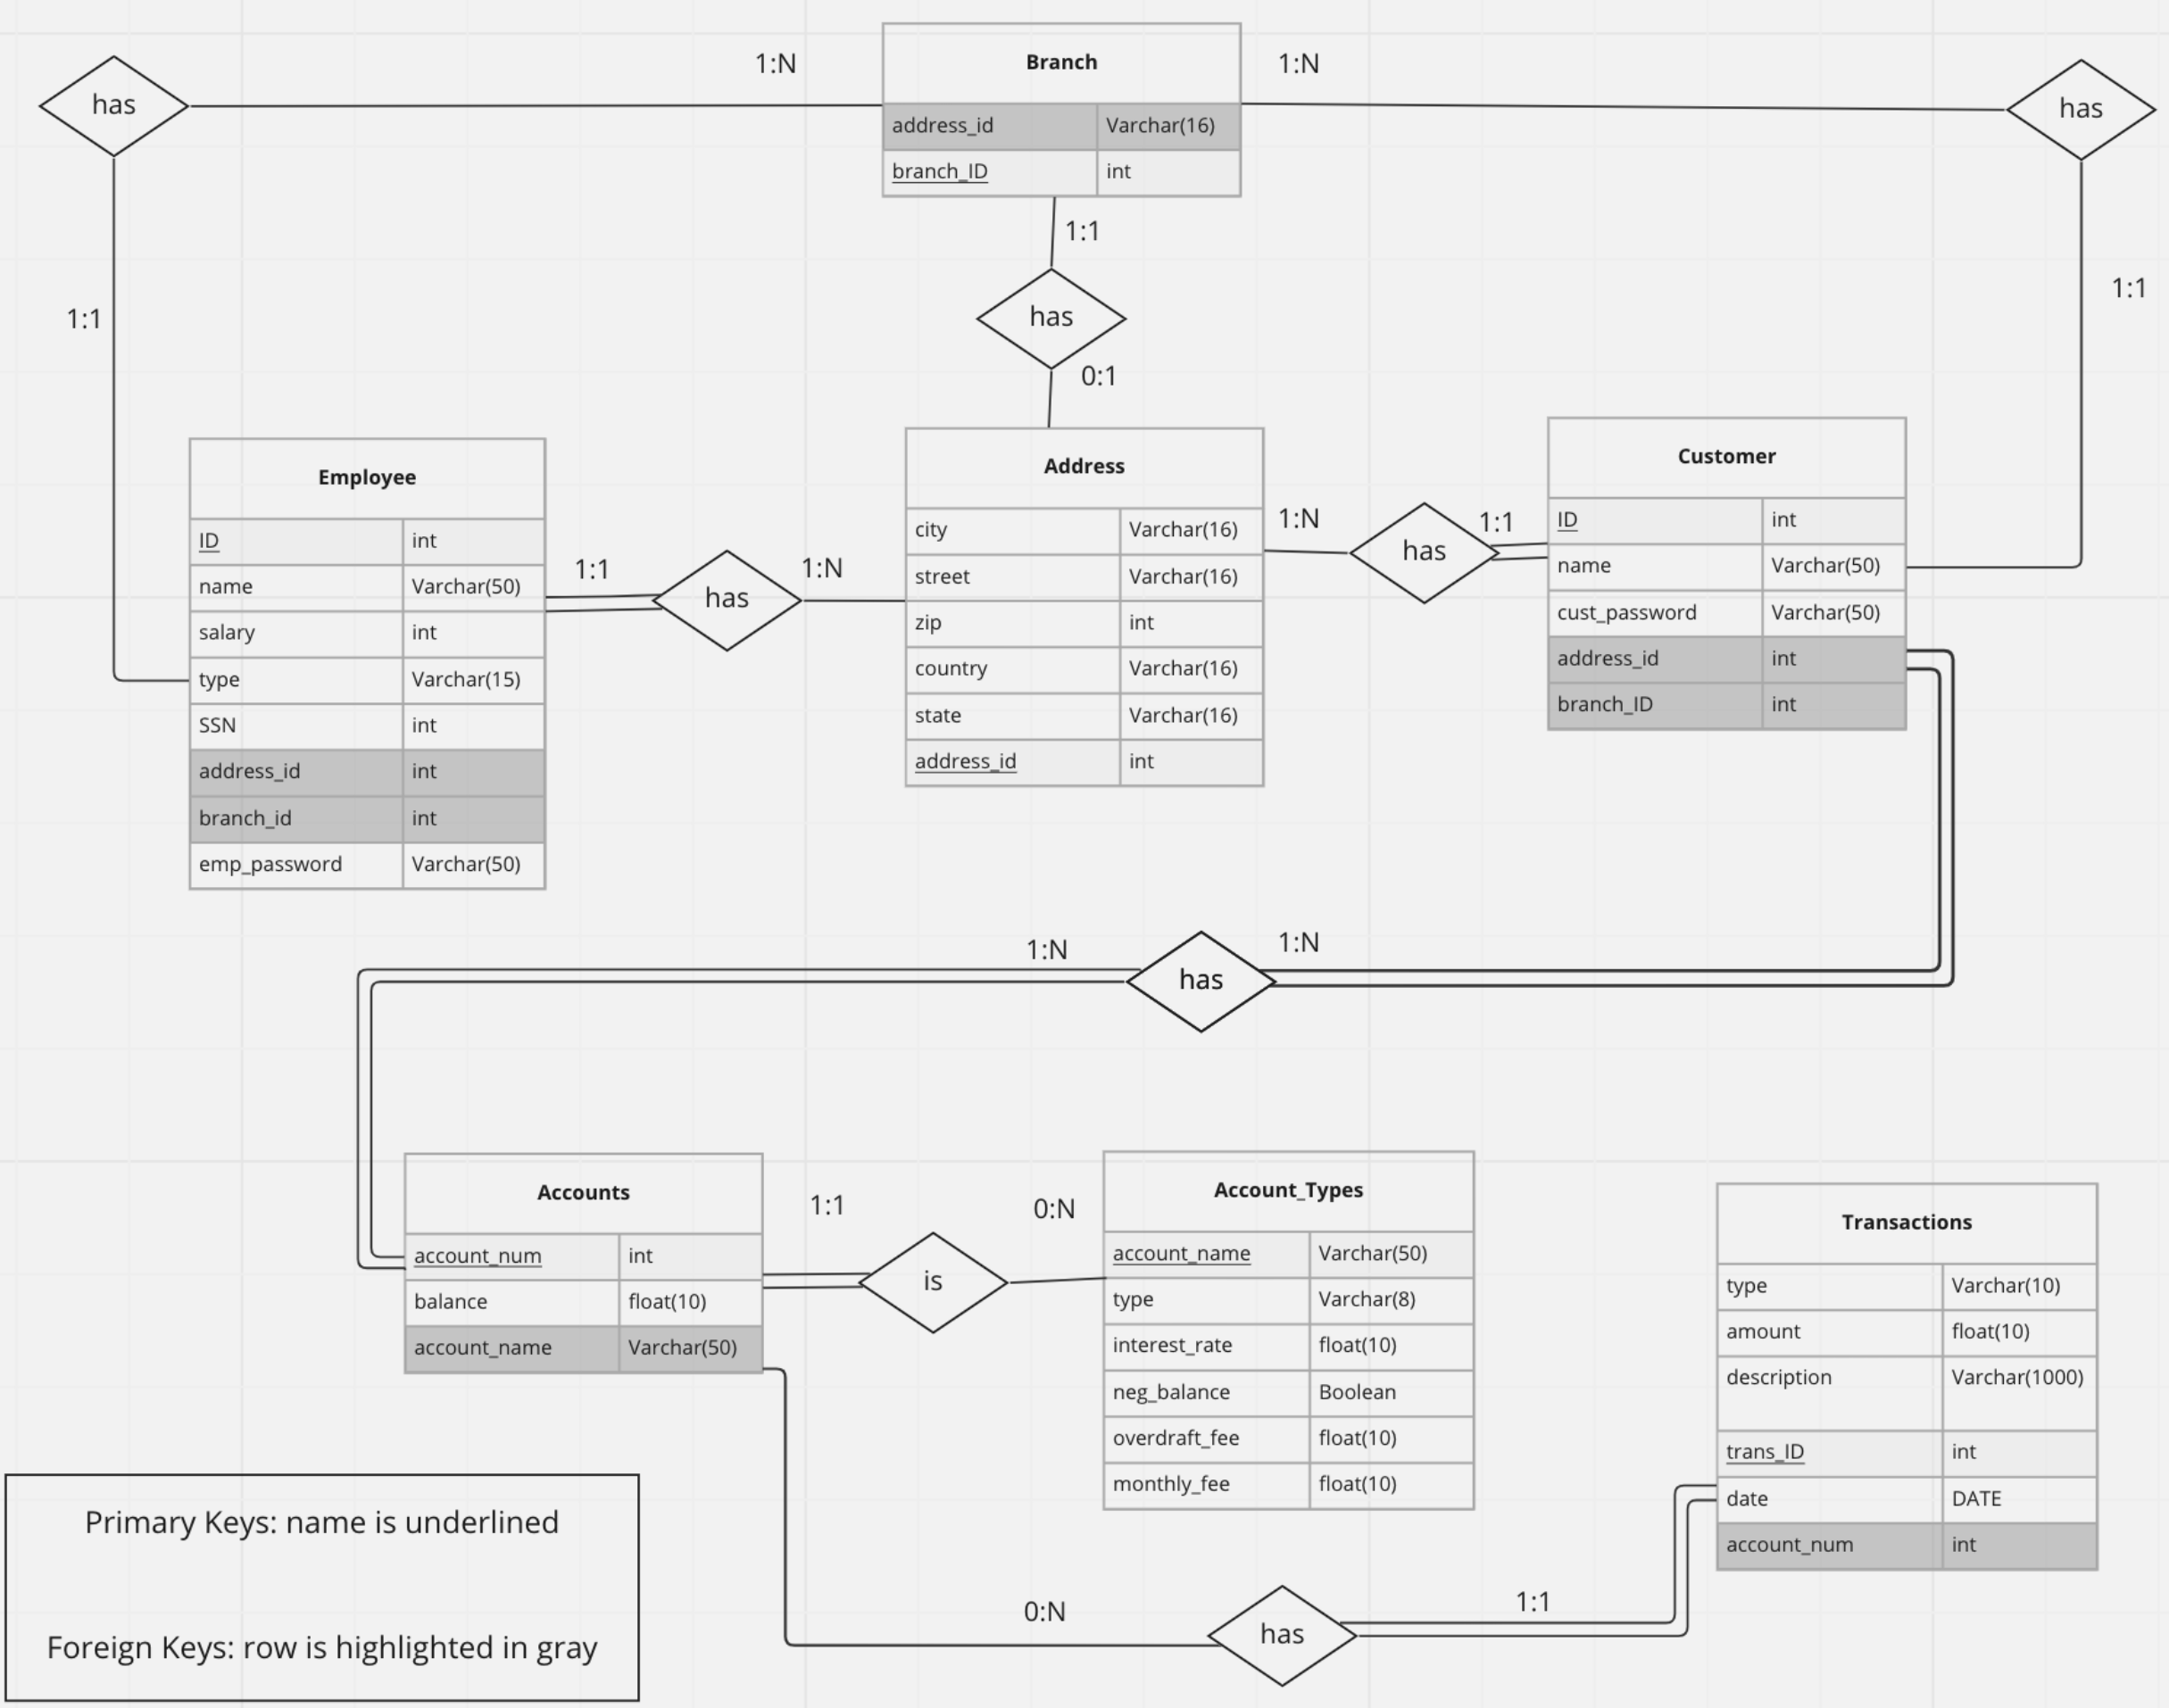 Branch
address_id Varchar(16)
branch_ID int
1:N
1:N
has
has
1:1
has
0:1
1:1
1:1
Employee
ID int
name Varchar(50)
salary int
type Varchar(15)
SSN int
address_id int
branch_id int
emp_password Varchar(50)
1:1
has
1:N
Address
city Varchar(16)
street Varchar(16)
zip int
country Varchar(16)
state Varchar(16)
address_id int
1:N
has
1:1
Customer
ID int
name Varchar(50)
cust_password Varchar(50)
address_id int
branch_ID int
1:N
has
1:N
Accounts
account_num int
balance float(10)
account_name Varchar(50)
1:1
is
0:N
Account_Types
account_name Varchar(50)
type Varchar(8)
interest_rate float(10)
neg_balance Boolean
overdraft_fee float(10)
monthly_fee float(10)
Transactions
type Varchar(10)
amount float(10)
description Varchar(1000)
trans_ID int
date DATE
account_num int
0:N
has
1:1
Primary Keys: name is underlined
Foreign Keys: row is highlighted in gray